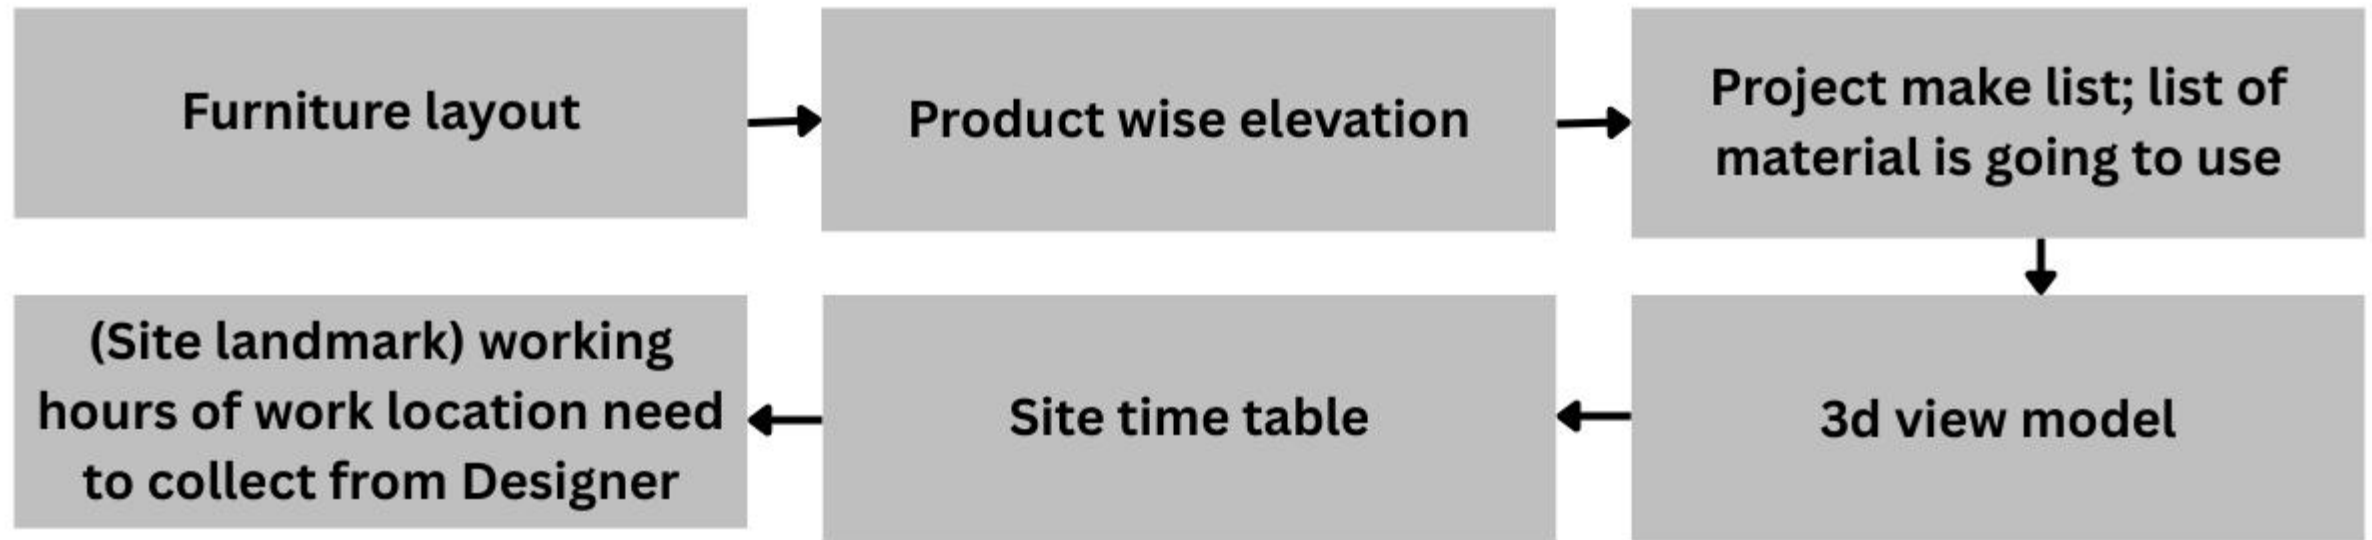 Furniture layout
Product wise elevation
Project make list; list of
material is going to use
3d view model
Site time table
(Site landmark) working
hours of work location need
to collect from Designer